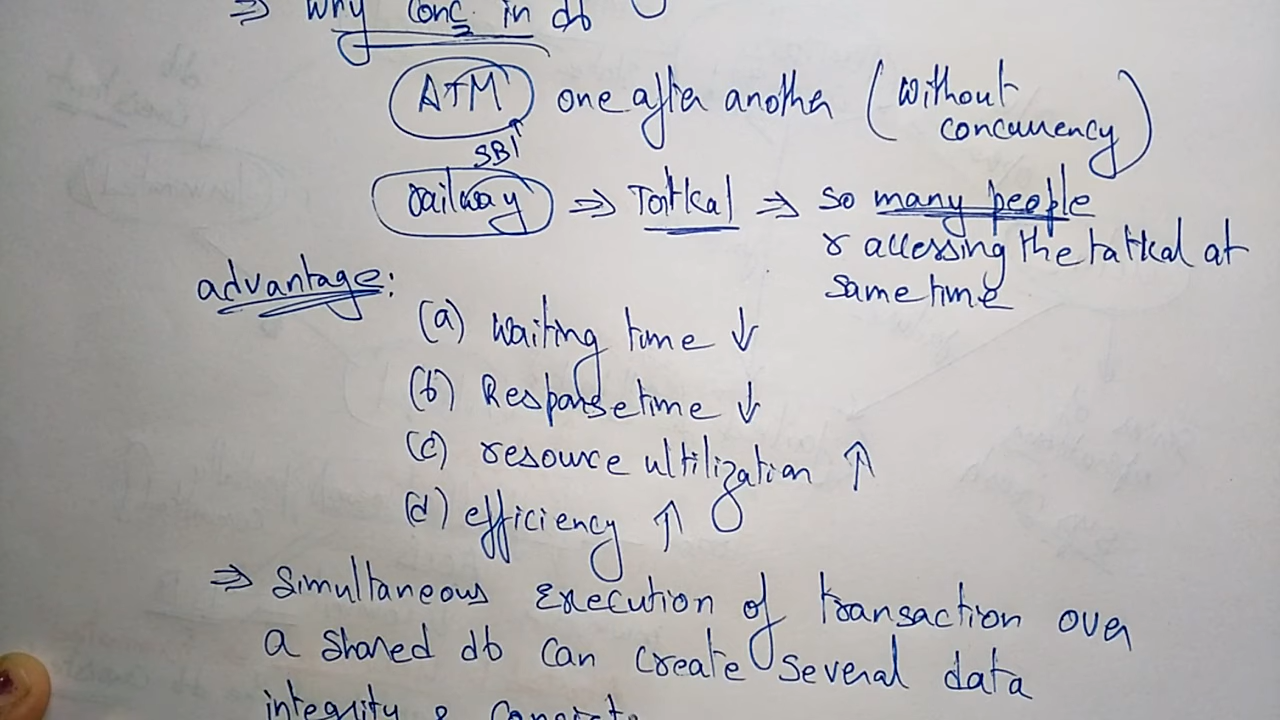 ⇒ Why conc. in db
ATM one after another (without
concurrency)
SBI
railway ⇒ Tatkal ⇒ so many people
r accessing the tatkal at
same time
advantage:
(a) waiting time ↓
(b) Response time ↓
(c) resource ultilization ↑
(d) efficiency ↑
⇒ Simultaneous execution of transaction over
a shared db can create several data
integrity &